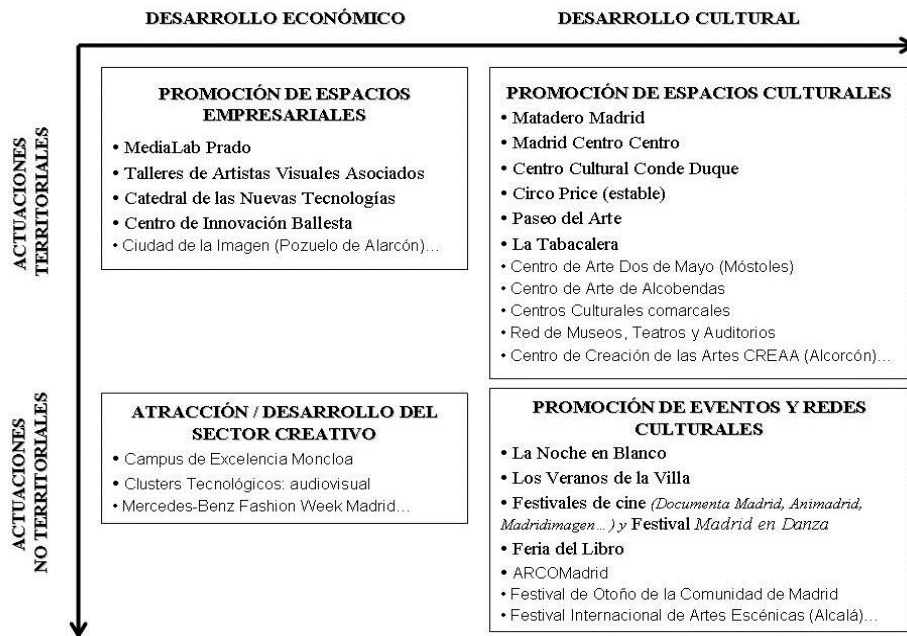 DESARROLLO ECONÓMICO
DESARROLLO CULTURAL
ACTUACIONES
TERRITORIALES
PROMOCIÓN DE ESPACIOS
EMPRESARIALES
• MediaLab Prado
• Talleres de Artistas Visuales Asociados
• Catedral de las Nuevas Tecnologías
• Centro de Innovación Ballesta
• Ciudad de la Imagen (Pozuelo de Alarcón)…
PROMOCIÓN DE ESPACIOS CULTURALES
• Matadero Madrid
• Madrid Centro Centro
• Centro Cultural Conde Duque
• Circo Price (estable)
• Paseo del Arte
• La Tabacalera
• Centro de Arte Dos de Mayo (Móstoles)
• Centro de Arte de Alcobendas
• Centros Culturales comarcales
• Red de Museos, Teatros y Auditorios
• Centro de Creación de las Artes CREAA (Alcorcón)…
ACTUACIONES
NO TERRITORIALES
ATRACCIÓN / DESARROLLO DEL
SECTOR CREATIVO
• Campus de Excelencia Moncloa
• Clusters Tecnológicos: audiovisual
• Mercedes-Benz Fashion Week Madrid…
PROMOCIÓN DE EVENTOS Y REDES
CULTURALES
• La Noche en Blanco
• Los Veranos de la Villa
• Festivales de cine (Documenta Madrid, Animadrid,
Madridimagen… ) y Festival Madrid en Danza
• Feria del Libro
• ARCOMadrid
• Festival de Otoño de la Comunidad de Madrid
• Festival Internacional de Artes Escénicas (Alcalá)…